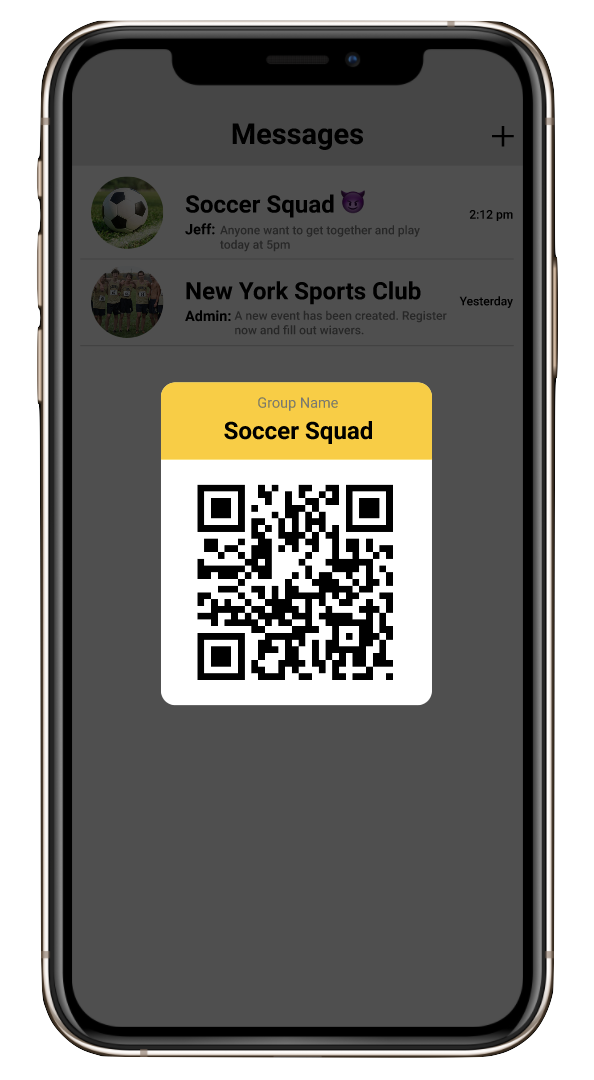 Messages
+
Soccer Squad 😈
2:12 pm
Jeff: Anyone want to get together and play
today at 5pm
New York Sports Club
Yesterday
Admin: A new event has been created. Register
now and fill out wiavers.
Group Name
Soccer Squad